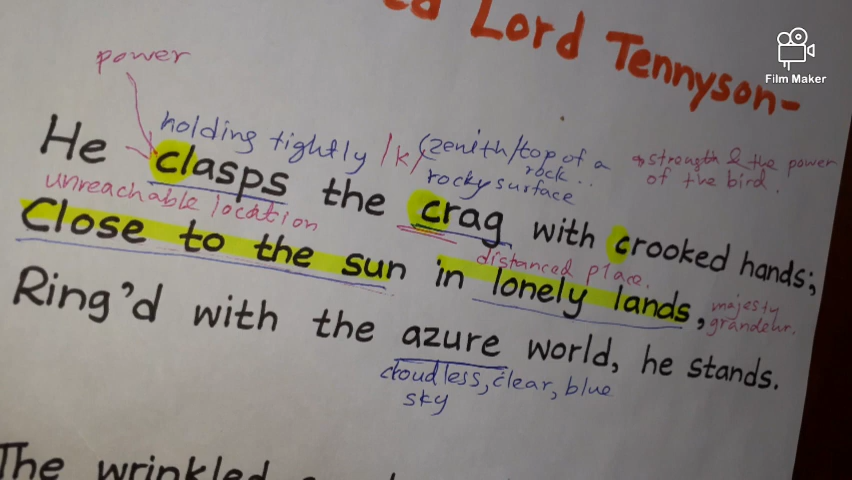 Lord Tennyson-
Film Maker
power
holding tightly /k/ (zenith/top of a
rock..
rocky surface
strength & the power
of the bird.
He clasps the crag with crooked hands;
unreachable location
distanced place.
Close to the sun in lonely lands,
majesty
grandehr.
Ring'd with the azure world, he stands.
cloudless, clear, blue
sky
The wrinkled